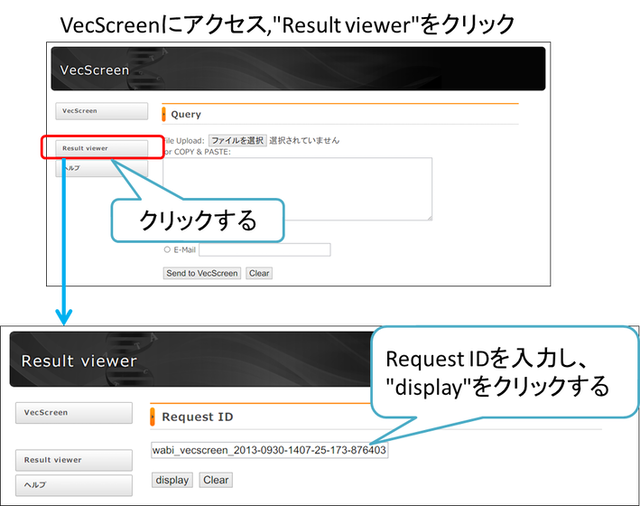 VecScreenにアクセス,"Result viewer"をクリック
VecScreen
VecScreen
Query
ile Upload: ファイルを選択 選択されていません
or COPY & PASTE:
Result viewer
ヘルプ
クリックする
E-Mail
Send to VecScreen Clear
Result viewer
Request IDを入力し、
"display"をクリックする
VecScreen
Request ID
wabi_vecscreen_2013-0930-1407-25-173-876403
Result viewer
display Clear
ヘルプ